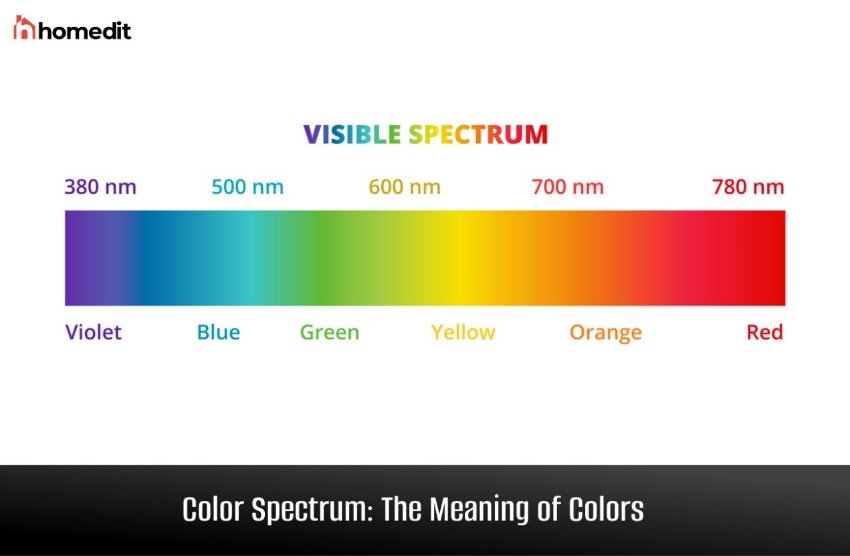 homedit
VISIBLE SPECTRUM
380 nm 500 nm 600 nm 700 nm 780 nm
Violet Blue Green Yellow Orange Red
Color Spectrum: The Meaning of Colors